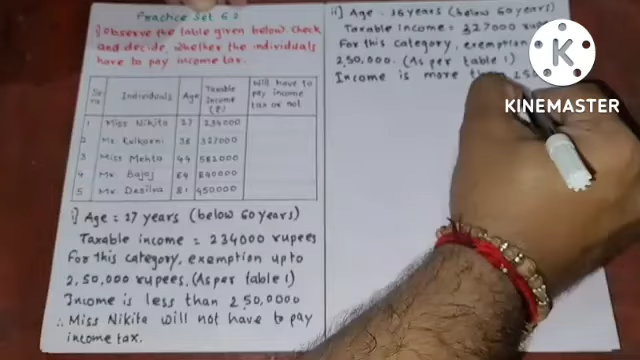 Practice Set 6.2
i] Observe the table given below. Check
and decide, whether the individuals
have to pay income tax.
Sr. no Individuals Age Taxable Income (₹) Will have to pay income tax or not
1 Miss Nikita 27 234000
2 Mr. Kulkarni 36 327000
3 Miss Mehta 44 582000
4 Mr. Bajaj 64 840000
5 Mr. Desilva 81 450000
i] Age = 27 years (below 60 years)
Taxable income = 234000 rupees
For this category, exemption upto
2,50,000 rupees. (As per table 1)
Income is less than 2,50,0000
∴ Miss Nikita will not have to pay
income tax.
ii] Age - 36 years (below 60 years)
Taxable income = 327000
For this category, exemption
2,50,000. (As per table 1)
Income is more than
KINEMASTER